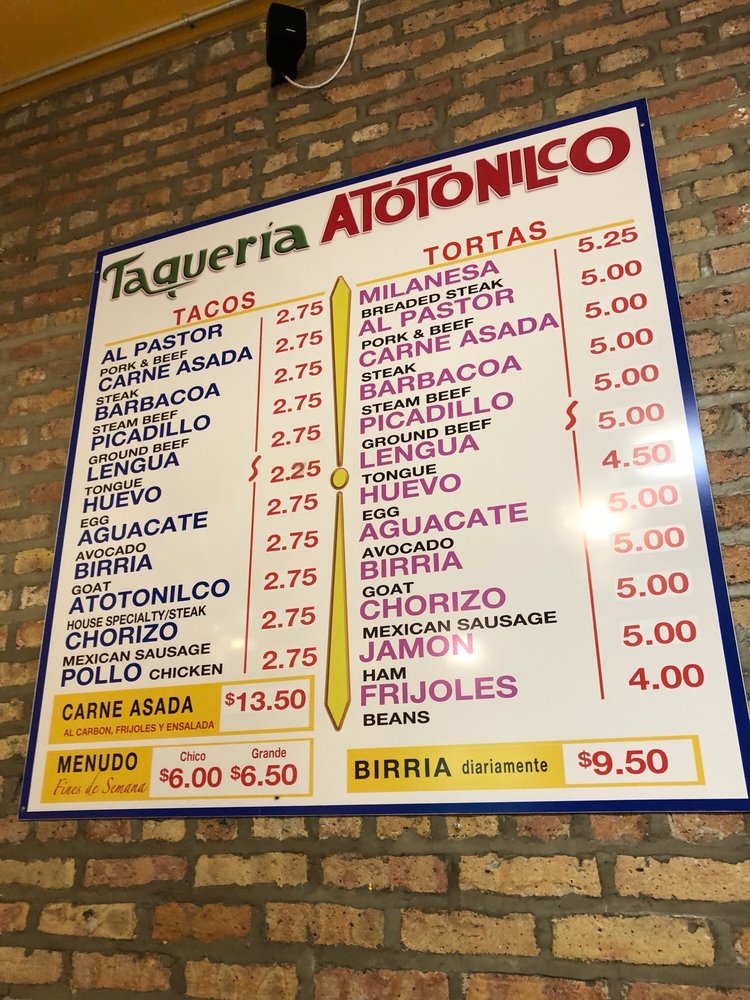 Taquería ATOTONILCO
TACOS
AL PASTOR 2.75
PORK & BEEF
CARNE ASADA 2.75
STEAK
BARBACOA 2.75
STEAM BEEF
PICADILLO 2.75
GROUND BEEF
LENGUA 2.75
TONGUE
HUEVO 2.25
EGG
AGUACATE 2.75
AVOCADO
BIRRIA 2.75
GOAT
ATOTONILCO 2.75
HOUSE SPECIALTY/STEAK
CHORIZO 2.75
MEXICAN SAUSAGE
POLLO CHICKEN 2.75
CARNE ASADA $13.50
AL CARBON, FRIJOLES Y ENSALADA
MENUDO Chico Grande
Fines de Semana $6.00 $6.50
TORTAS
MILANESA 5.25
BREADED STEAK
AL PASTOR 5.00
PORK & BEEF
CARNE ASADA 5.00
STEAK
BARBACOA 5.00
STEAM BEEF
PICADILLO 5.00
GROUND BEEF
LENGUA 5.00
TONGUE
HUEVO 4.50
EGG
AGUACATE 5.00
AVOCADO
BIRRIA 5.00
GOAT
CHORIZO 5.00
MEXICAN SAUSAGE
JAMON 5.00
HAM
FRIJOLES 4.00
BEANS
BIRRIA diariamente $9.50